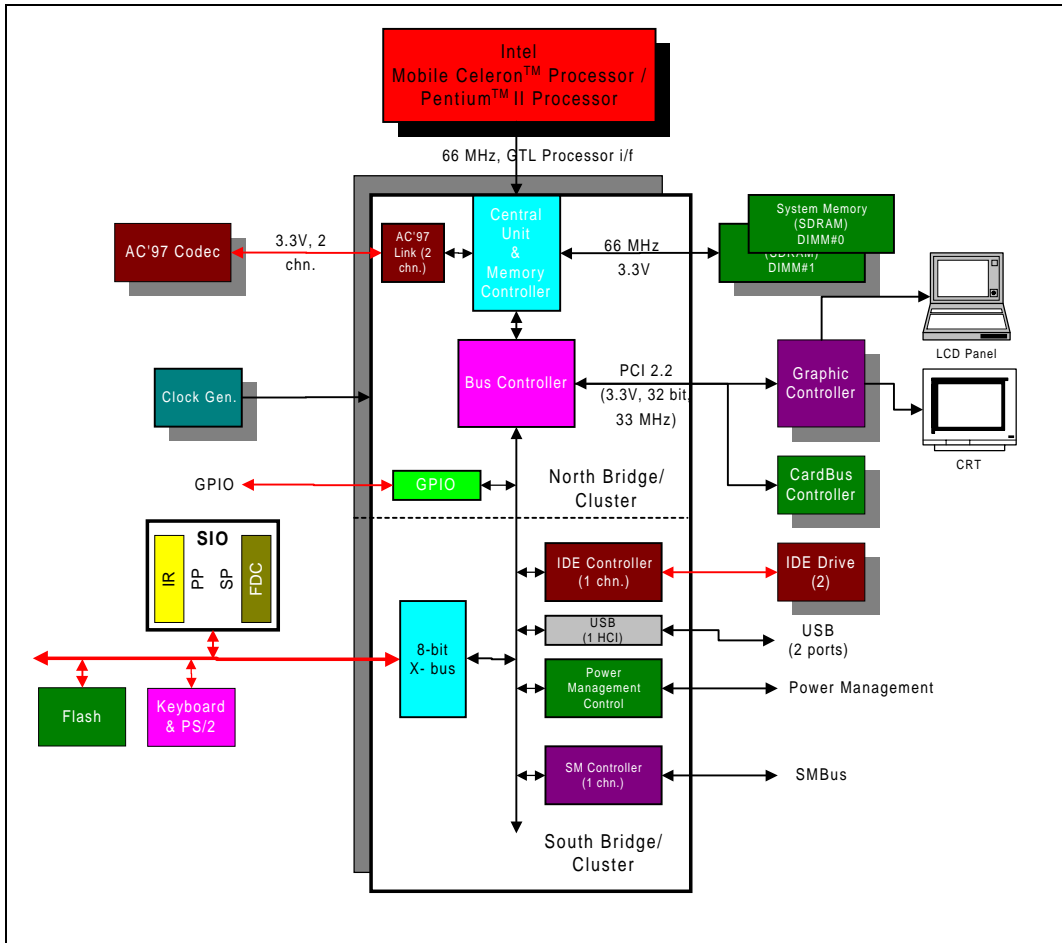 Intel
Mobile Celeron™ Processor /
Pentium™ II Processor
66 MHz, GTL Processor i/f
AC'97 Codec
3.3V, 2
chn.
AC'97
Link (2
chn.)
Central
Unit
&
Memory
Controller
66 MHz
3.3V
System Memory
(SDRAM)
DIMM#0
(SDRAM)
DIMM#1
LCD Panel
Clock Gen.
Bus Controller
PCI 2.2
(3.3V, 32 bit,
33 MHz)
Graphic
Controller
CRT
GPIO
GPIO
North Bridge/
Cluster
CardBus
Controller
SIO
IR
PP
SP
FDC
IDE Controller
(1 chn.)
IDE Drive
(2)
USB
(1 HCI)
USB
(2 ports)
8-bit
X- bus
Power
Management
Control
Power Management
Flash
Keyboard
& PS/2
SM Controller
(1 chn.)
SMBus
South Bridge/
Cluster